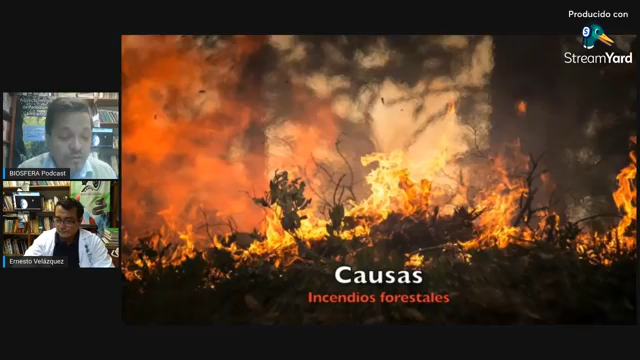 Producido con
StreamYard
BIOSFERA Podcast
Ernesto Velázquez
Causas
Incendios forestales